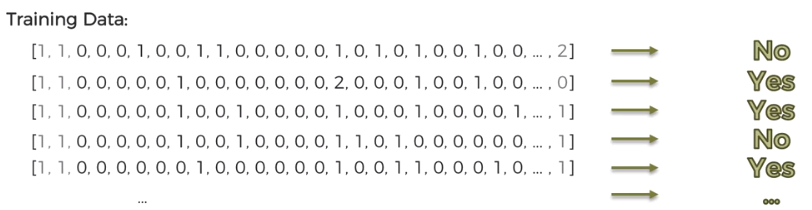 Training Data:
[1, 1, 0, 0, 0, 1, 0, 0, 1, 1, 0, 0, 0, 0, 0, 1, 0, 1, 0, 1, 0, 0, 1, 0, 0, ... , 2] No
[1, 1, 0, 0, 0, 0, 0, 1, 0, 0, 0, 0, 0, 0, 0, 2, 0, 0, 0, 1, 0, 0, 1, 0, 0, ... , 0] Yes
[1, 1, 0, 0, 0, 0, 0, 1, 0, 0, 1, 0, 0, 0, 0, 1, 0, 0, 0, 1, 0, 0, 0, 0, 1, ... , 1] Yes
[1, 1, 0, 0, 0, 0, 0, 1, 0, 0, 1, 0, 0, 0, 0, 1, 1, 0, 1, 0, 0, 0, 0, 0, 0, ... , 1] No
[1, 1, 0, 0, 0, 0, 0, 0, 1, 0, 0, 0, 0, 0, 0, 1, 0, 0, 1, 1, 0, 0, 0, 1, 0, ... , 1] Yes
... ...